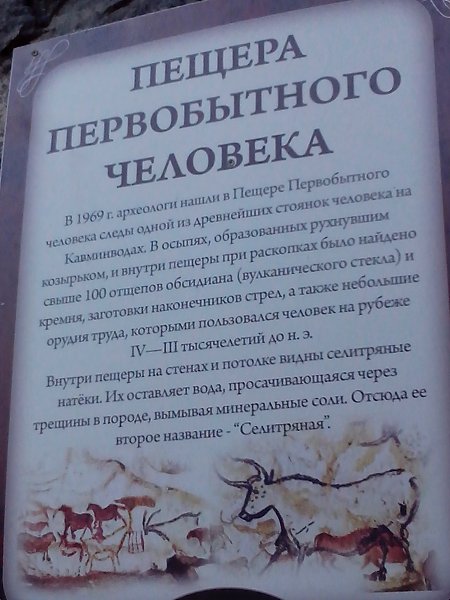 ПЕЩЕРА
ПЕРВОБЫТНОГО
ЧЕЛОВЕКА
В 1969 г. археологи нашли в Пещере Первобытного
человека следы одной из древнейших стоянок человека на
Кавминводах. В осыпях, образованных рухнувшим
козырьком, и внутри пещеры при раскопках было найдено
свыше 100 отщепов обсидиана (вулканического стекла) и
кремня, заготовки наконечников стрел, а также небольшие
орудия труда, которыми пользовался человек на рубеже
IV—III тысячелетий до н. э.
Внутри пещеры на стенах и потолке видны селитряные
натёки. Их оставляет вода, просачивающаяся через
трещины в породе, вымывая минеральные соли. Отсюда ее
второе название - “Селитряная”.